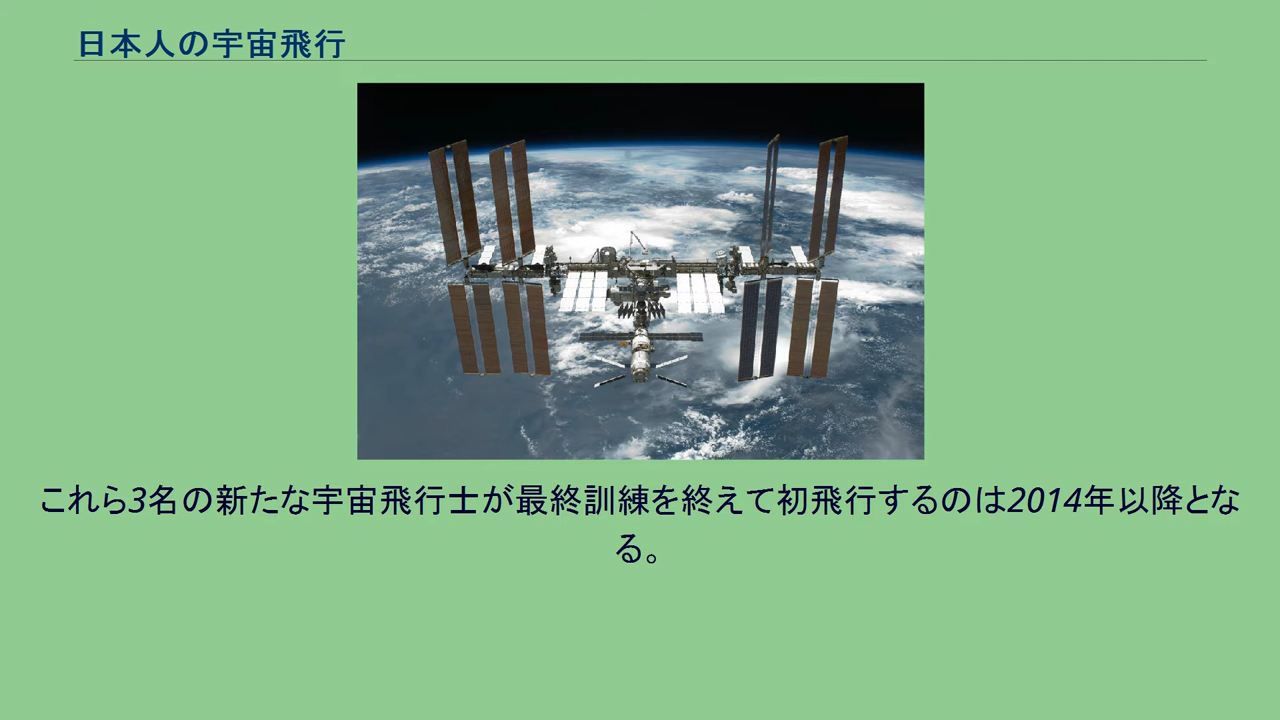 日本人の宇宙飛行
これら3名の新たな宇宙飛行士が最終訓練を終えて初飛行するのは2014年以降とな
る。